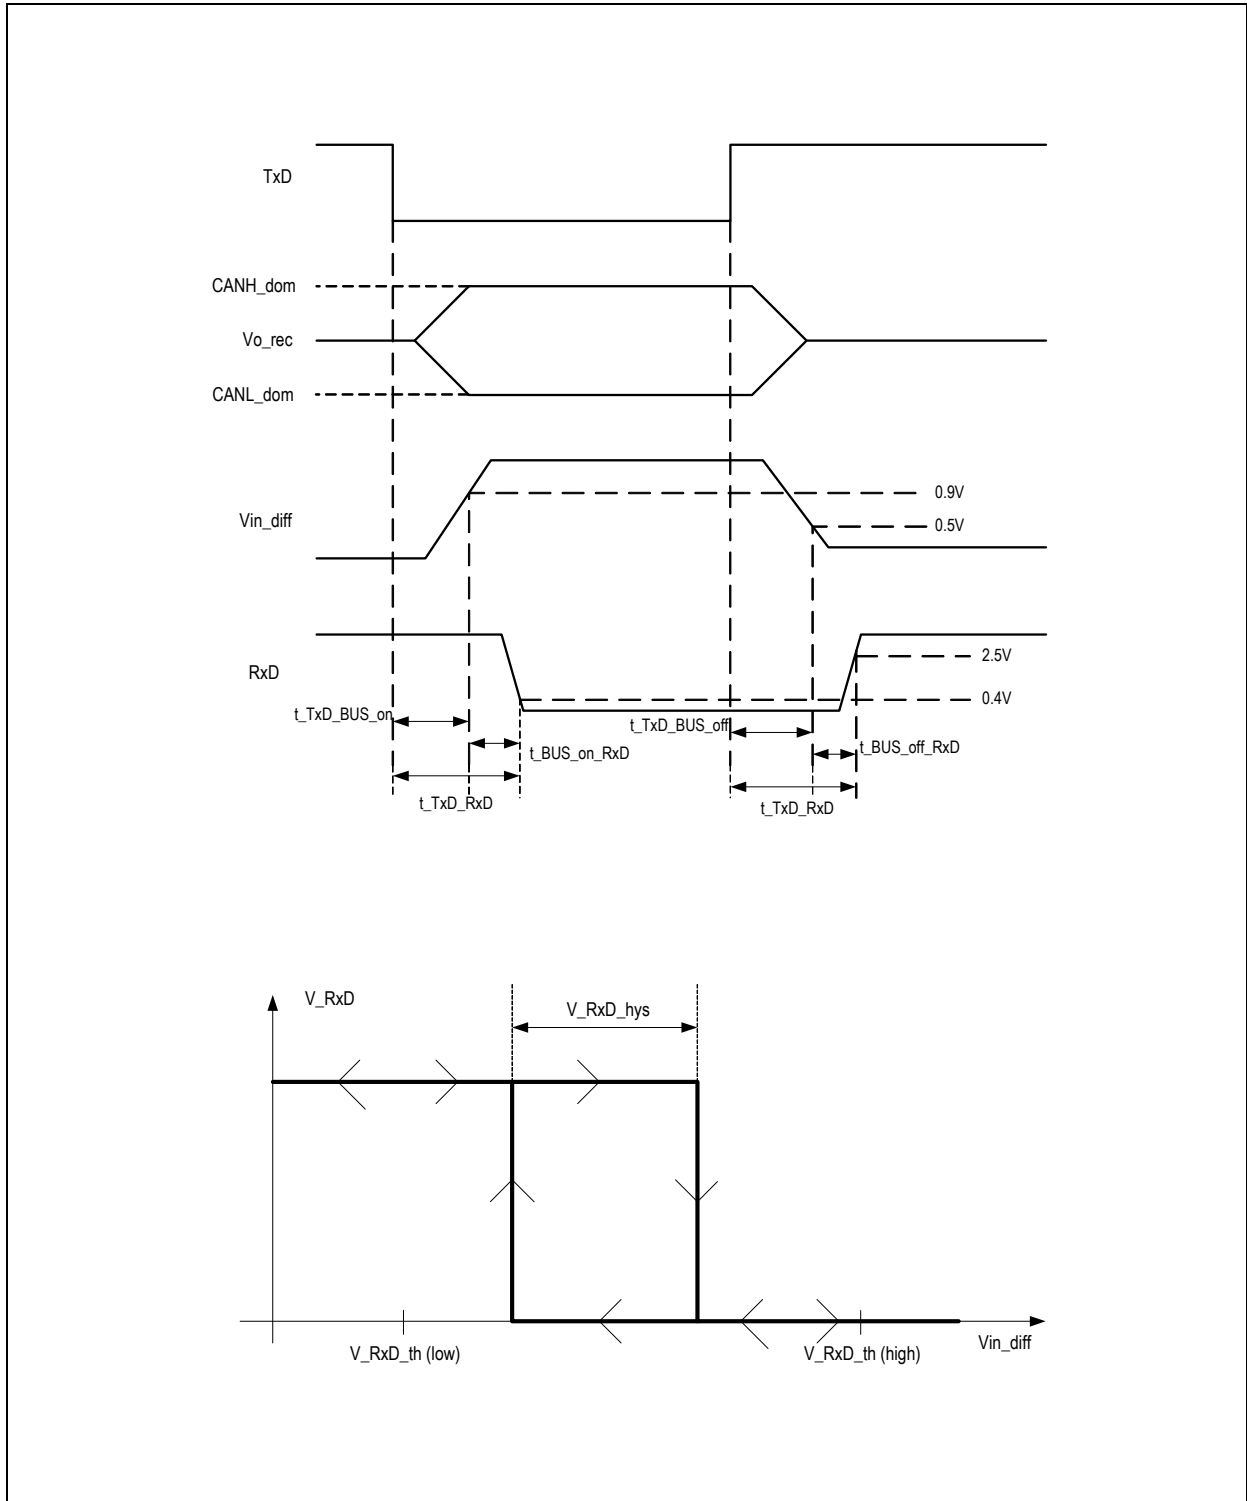 TxD
CANH_dom
Vo_rec
CANL_dom
Vin_diff
0.9V
0.5V
RxD
2.5V
0.4V
t_TxD_BUS_on
t_TxD_BUS_off
t_BUS_on_RxD
t_BUS_off_RxD
t_TxD_RxD
t_TxD_RxD
V_RxD
V_RxD_hys
V_RxD_th (low)
V_RxD_th (high)
Vin_diff